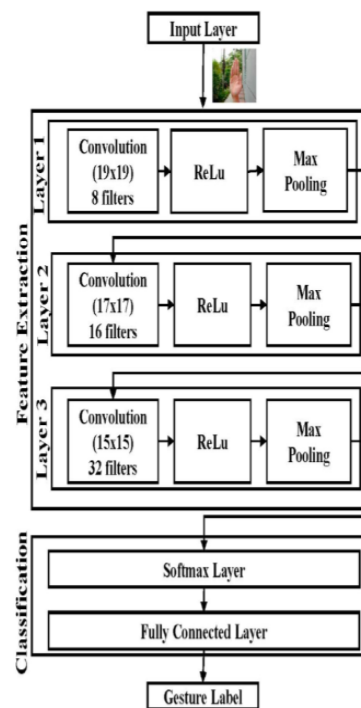 Input Layer
Feature Extraction
Layer 1
Convolution
(19x19)
8 filters
ReLu
Max
Pooling
Layer 2
Convolution
(17x17)
16 filters
ReLu
Max
Pooling
Layer 3
Convolution
(15x15)
32 filters
ReLu
Max
Pooling
Classification
Softmax Layer
Fully Connected Layer
Gesture Label